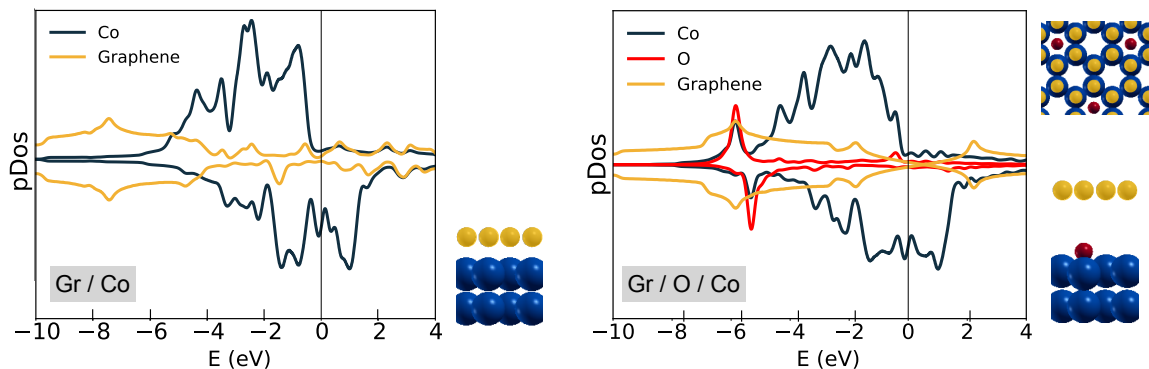 pDos
Co
Graphene
Gr / Co
−10 −8 −6 −4 −2 0 2 4
E (eV)
pDos
Co
O
Graphene
Gr / O / Co
−10 −8 −6 −4 −2 0 2 4
E (eV)